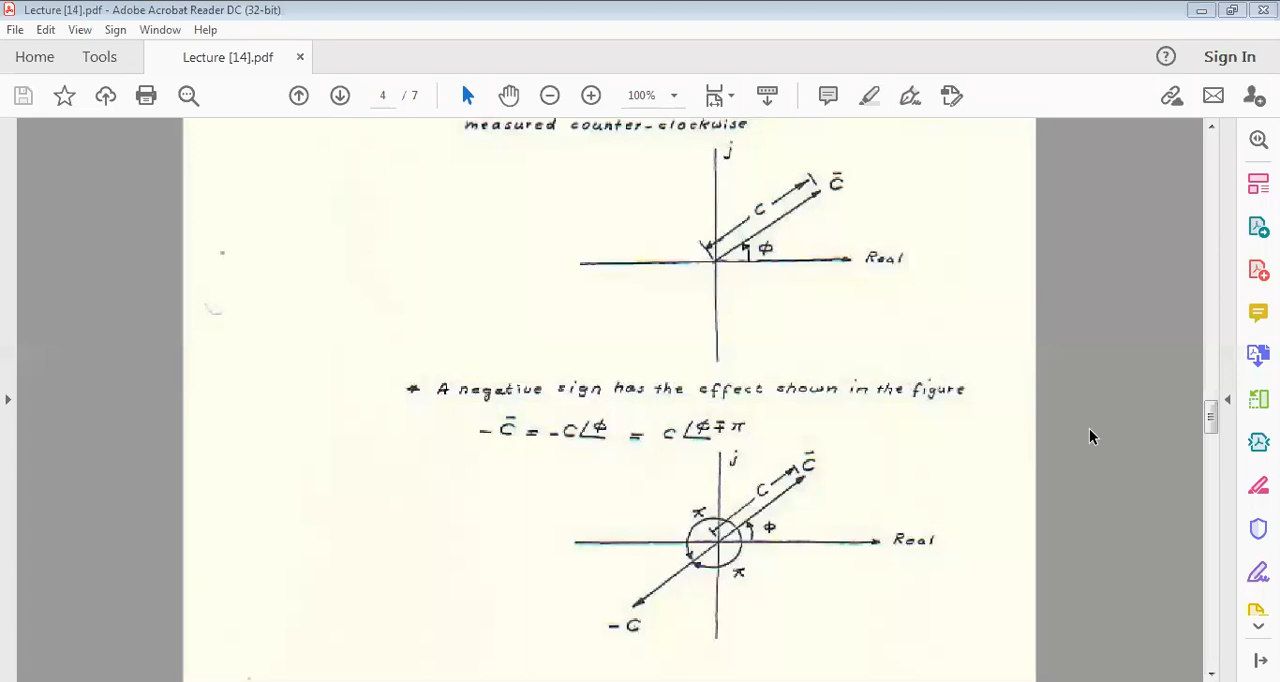 Lecture [14].pdf - Adobe Acrobat Reader DC (32-bit)
File Edit View Sign Window Help
Home Tools Lecture [14].pdf × Sign In
4 / 7 100%
measured counter-clockwise
j
C̄
C
ϕ
Real
* A negative sign has the effect shown in the figure
- C̄ = -C∠ϕ = C∠ϕ∓π
j
C̄
C
π
ϕ
Real
π
- C